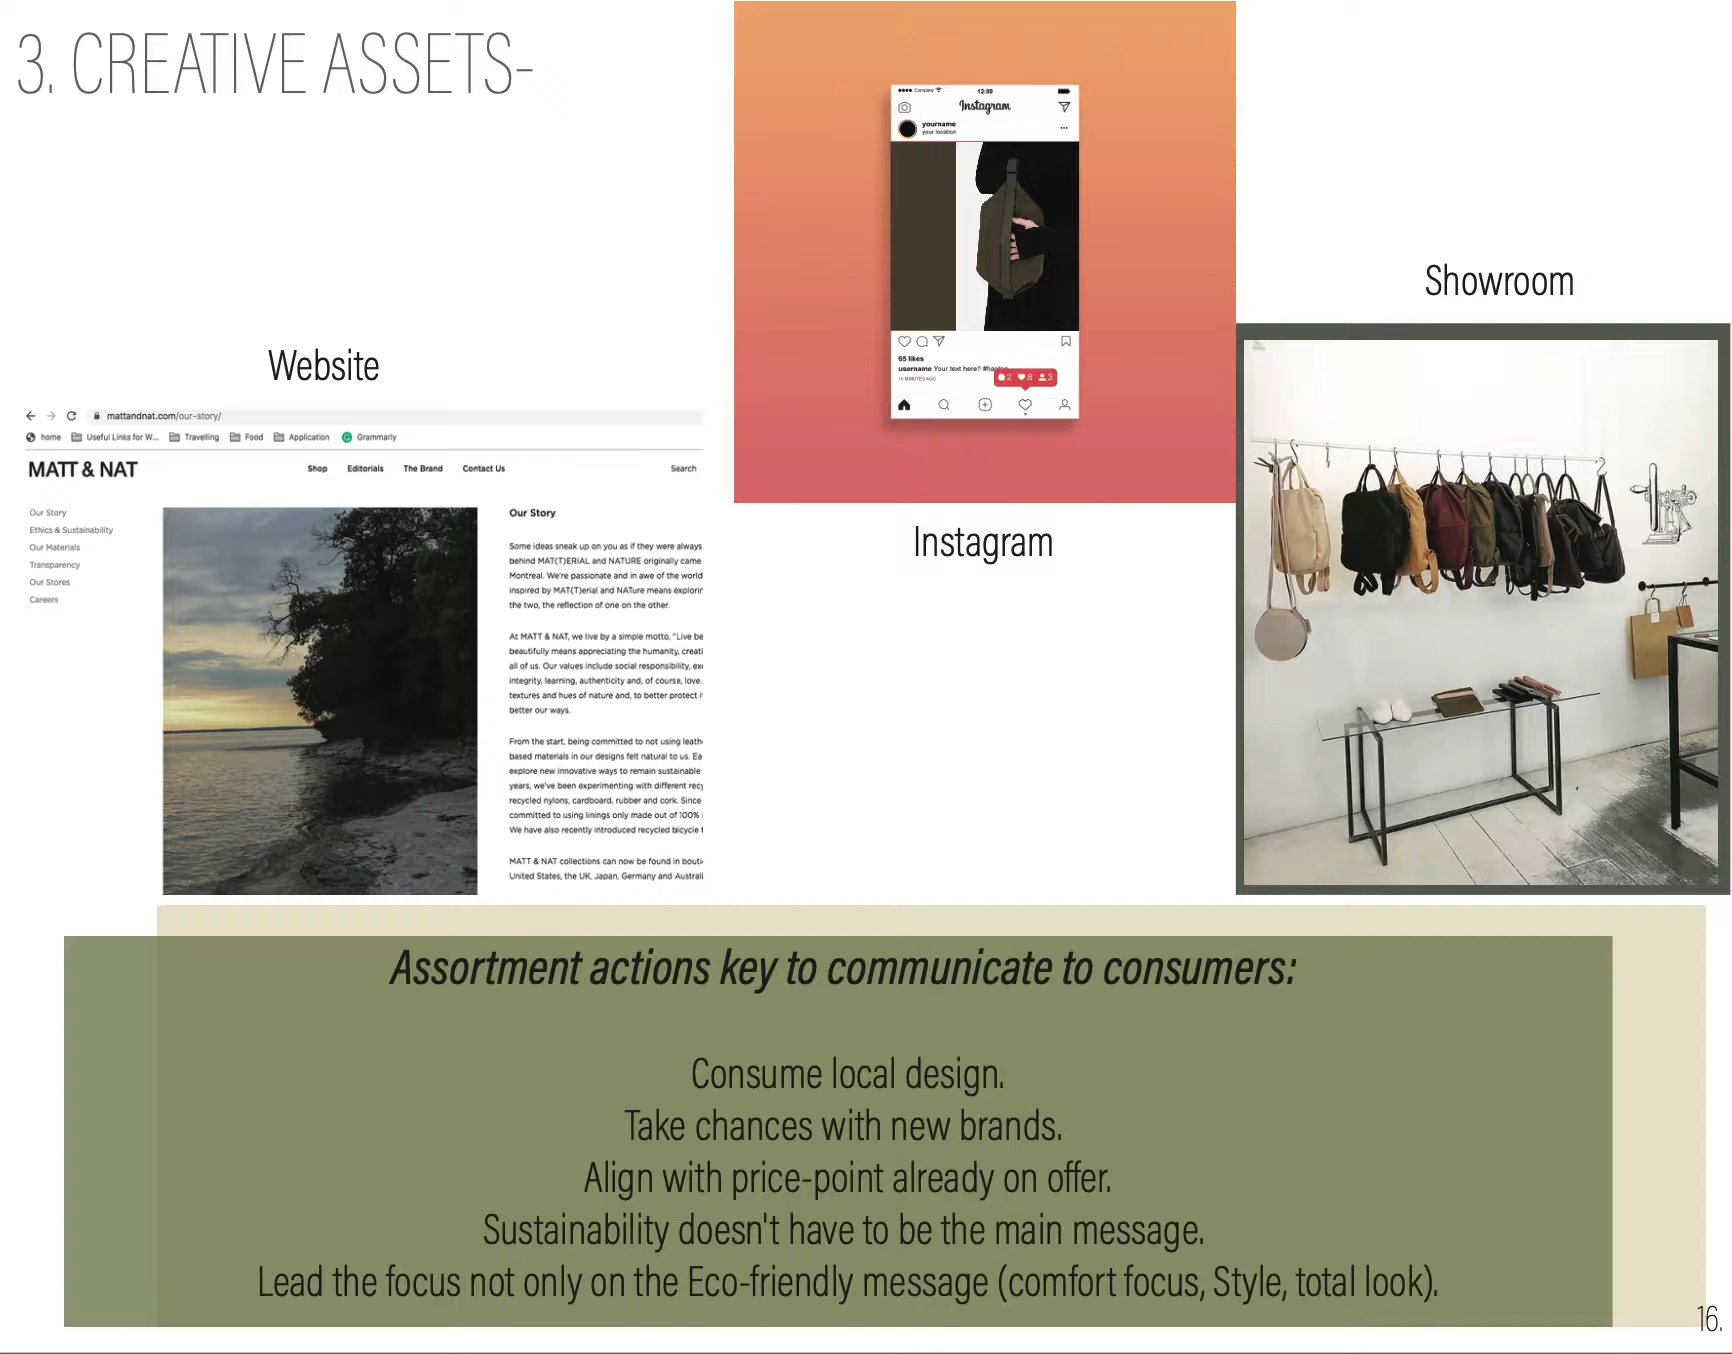 3. CREATIVE ASSETS-
Company
12:00
Instagram
yourname
your location
65 likes
username Your text here!!
10 MINUTES AGO
2 8 3
Instagram
Showroom
Website
mattandnat.com/our-story/
home Useful Links for W... Travelling Food Application Grammarly
MATT & NAT
Shop Editorials The Brand Contact Us Search
Our Story
Ethics & Sustainability
Our Materials
Transparency
Our Stores
Careers
Our Story
Some ideas sneak up on you as if they were always
behind MAT(T)ERIAL and NATURE originally came
Montreal. We're passionate and in awe of the world
inspired by MAT(T)erial and NATure means explorin
the two, the reflection of one on the other.
At MATT & NAT, we live by a simple motto, "Live be
beautifully means appreciating the humanity, creati
all of us. Our values include social responsibility, ex
integrity, learning, authenticity and, of course, love.
textures and hues of nature and, to better protect i
better our ways.
From the start, being committed to not using leath
based materials in our designs felt natural to us. Ea
explore new innovative ways to remain sustainable
years, we've been experimenting with different recy
recycled nylons, cardboard, rubber and cork. Since
committed to using linings only made out of 100%
We have also recently introduced recycled bicycle t
MATT & NAT collections can now be found in bouti
United States, the UK, Japan, Germany and Australi
Assortment actions key to communicate to consumers:
Consume local design.
Take chances with new brands.
Align with price-point already on offer.
Sustainability doesn't have to be the main message.
Lead the focus not only on the Eco-friendly message (comfort focus, Style, total look).
16.